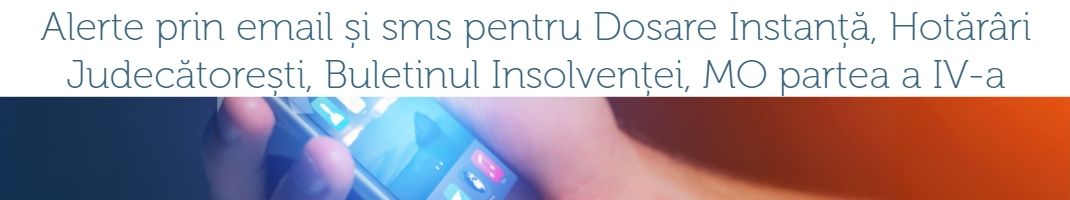 Alerte prin email și sms pentru Dosare Instanță, Hotărâri
Judecătorești, Buletinul Insolvenței, MO partea a IV-a